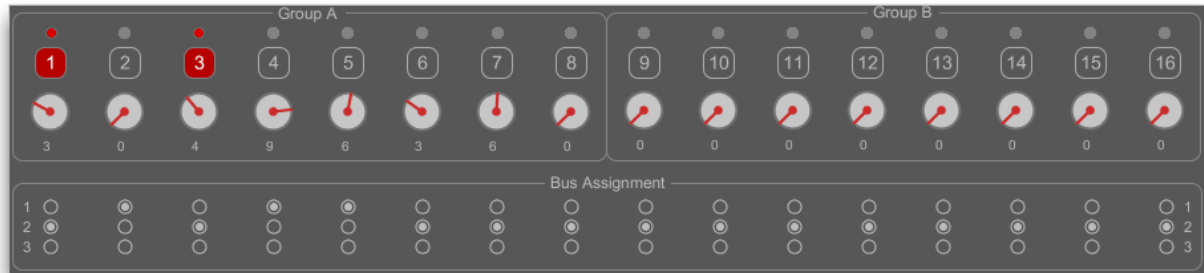 Group A Group B
1 2 3 4 5 6 7 8 9 10 11 12 13 14 15 16
3 0 4 9 6 3 6 0 0 0 0 0 0 0 0 0
Bus Assignment
1 1
2 2
3 3